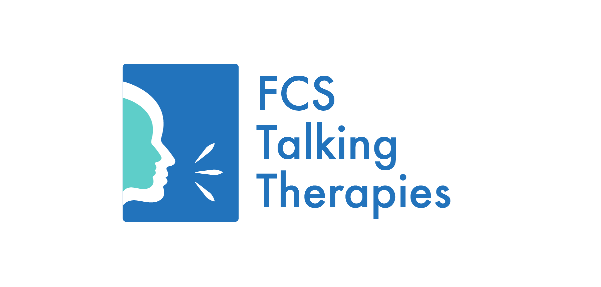 FCS
Talking
Therapies